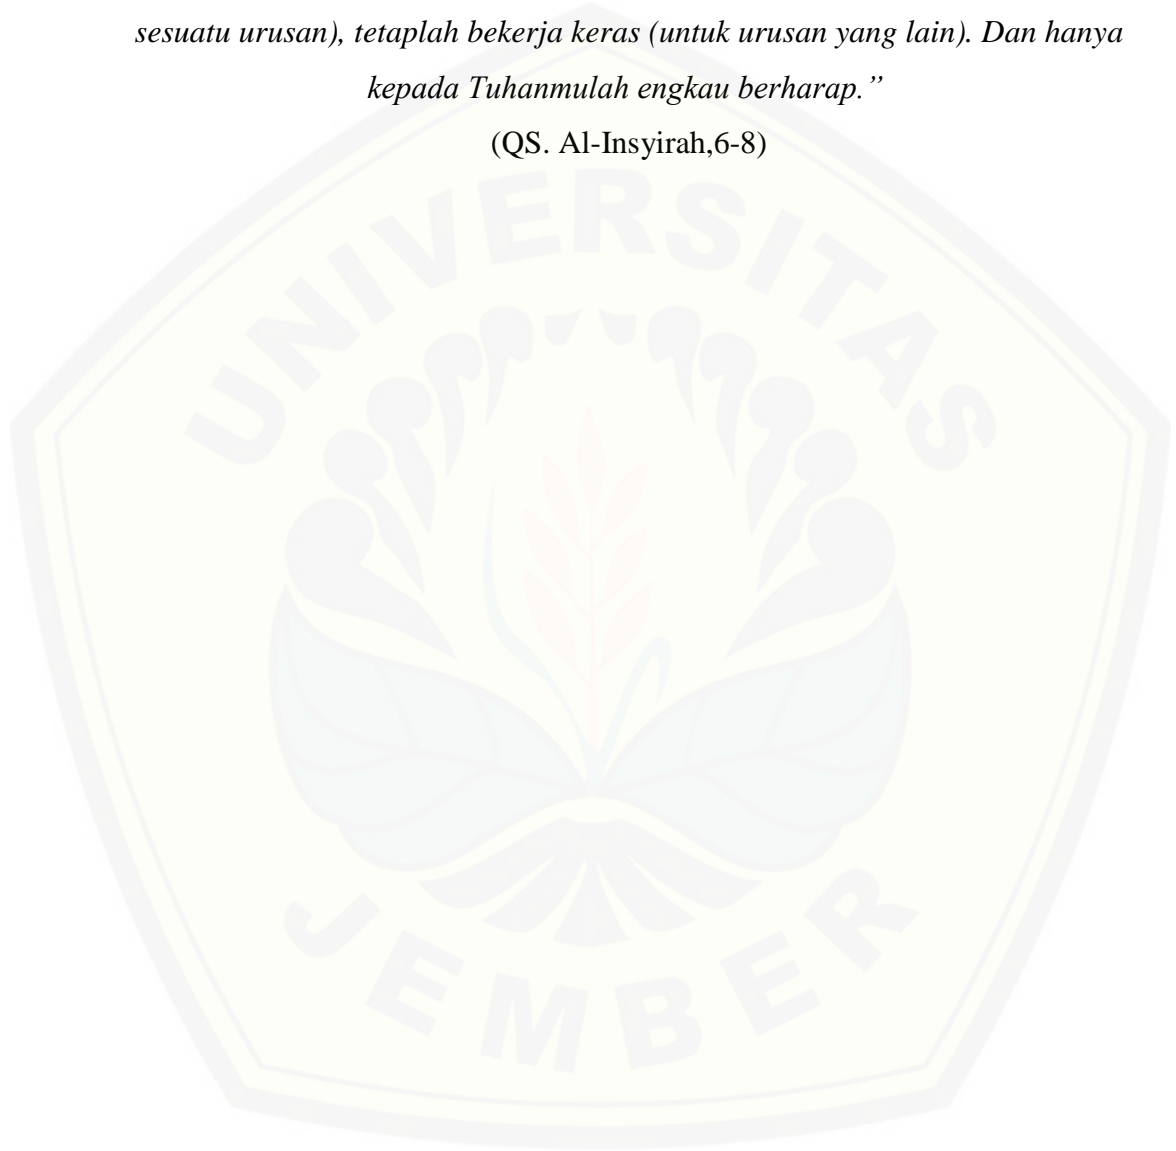 sesuatu urusan), tetaplah bekerja keras (untuk urusan yang lain). Dan hanya
kepada Tuhanmulah engkau berharap.”
(QS. Al-Insyirah,6-8)
UNIVERSITAS
JEMBER